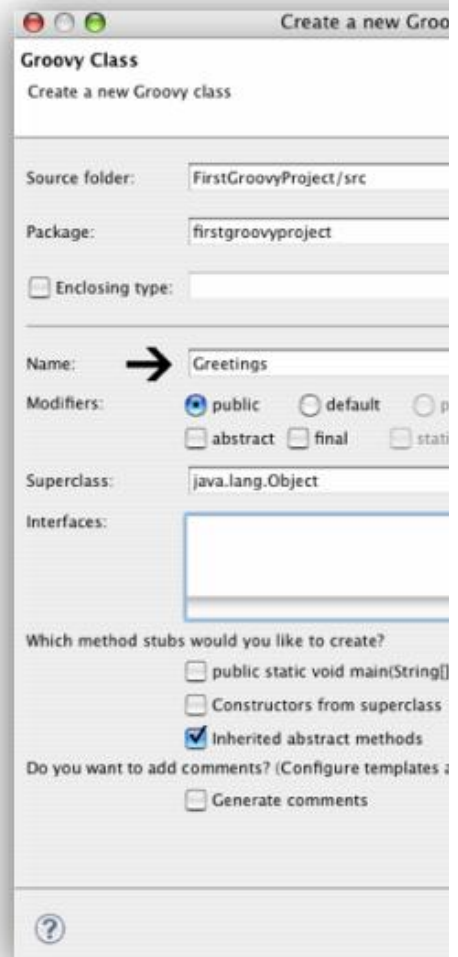 Create a new Groo
Groovy Class
Create a new Groovy class
Source folder: FirstGroovyProject/src
Package: firstgroovyproject
Enclosing type:
Name: Greetings
Modifiers: public default p
abstract final stati
Superclass: java.lang.Object
Interfaces:
Which method stubs would you like to create?
public static void main(String[]
Constructors from superclass
Inherited abstract methods
Do you want to add comments? (Configure templates a
Generate comments
?